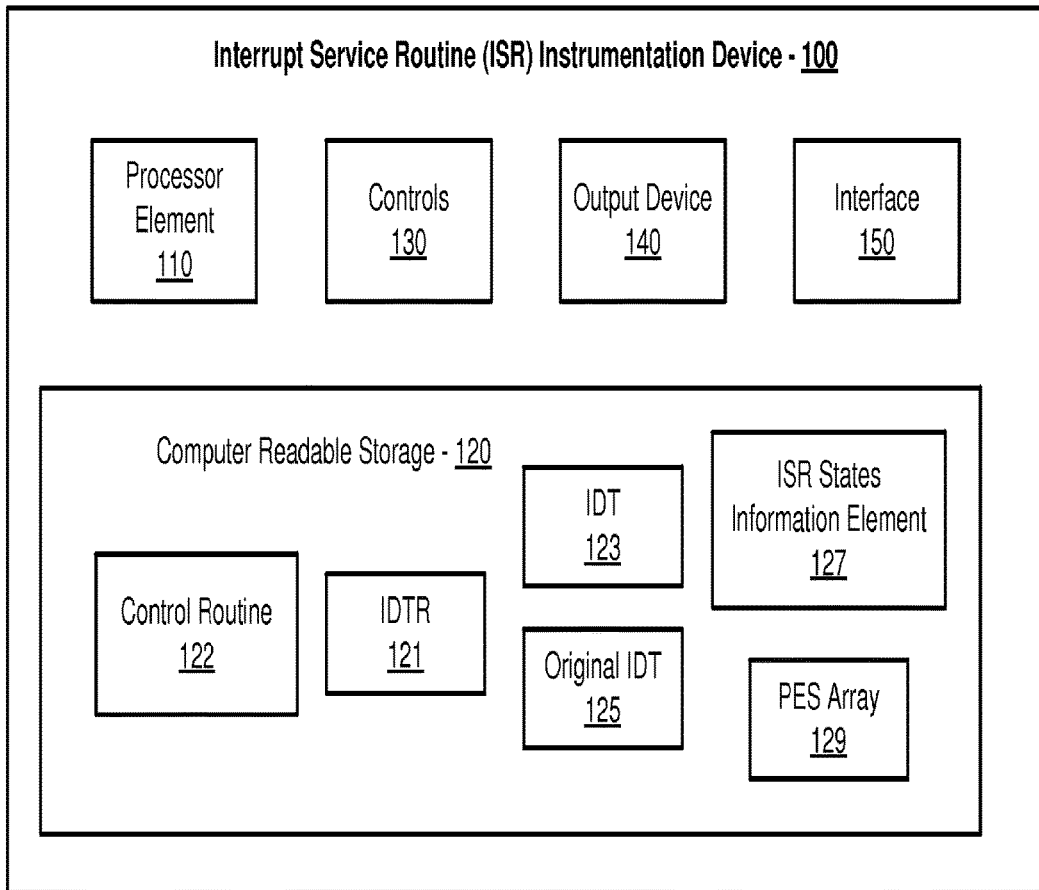 Interrupt Service Routine (ISR) Instrumentation Device - 100
Processor
Element
110
Controls
130
Output Device
140
Interface
150
Computer Readable Storage - 120
Control Routine
122
IDTR
121
IDT
123
Original IDT
125
ISR States
Information Element
127
PES Array
129